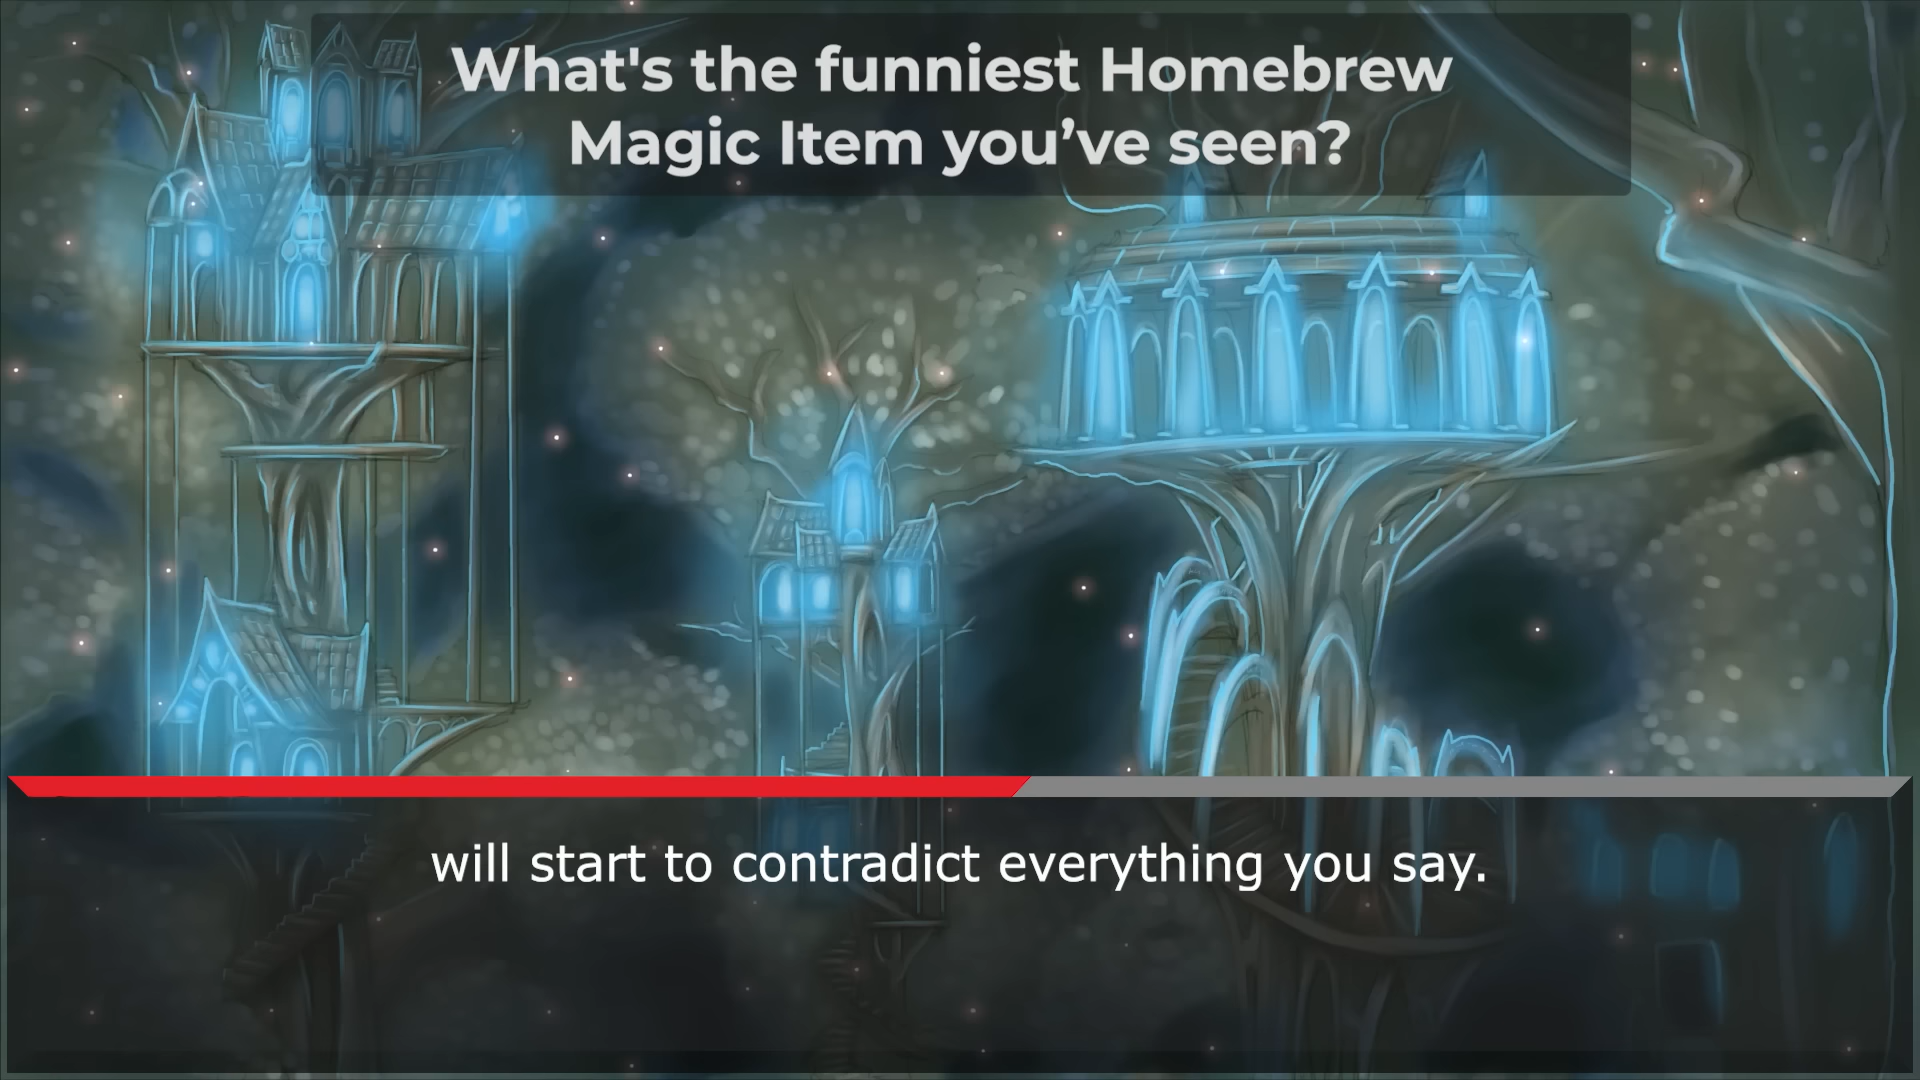 What's the funniest Homebrew
Magic Item you’ve seen?
will start to contradict everything you say.